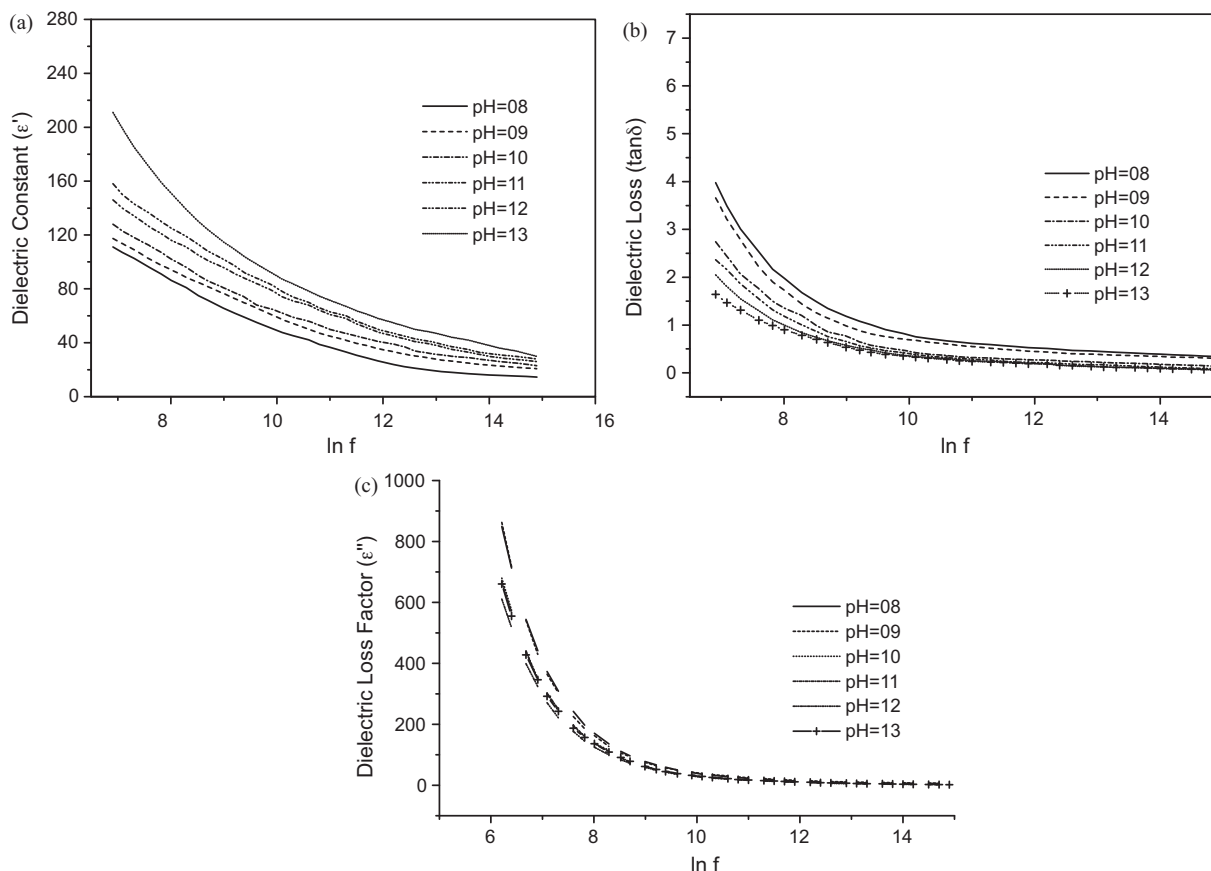 (a)
280
240
200
160
120
80
40
0
Dielectric Constant (ε')
8
10
12
14
16
ln f
pH=08
pH=09
pH=10
pH=11
pH=12
pH=13
(b)
7
6
5
4
3
2
1
0
Dielectric Loss (tanδ)
8
10
12
14
ln f
pH=08
pH=09
pH=10
pH=11
pH=12
pH=13
(c)
1000
800
600
400
200
0
Dielectric Loss Factor (ε")
6
8
10
12
14
ln f
pH=08
pH=09
pH=10
pH=11
pH=12
pH=13